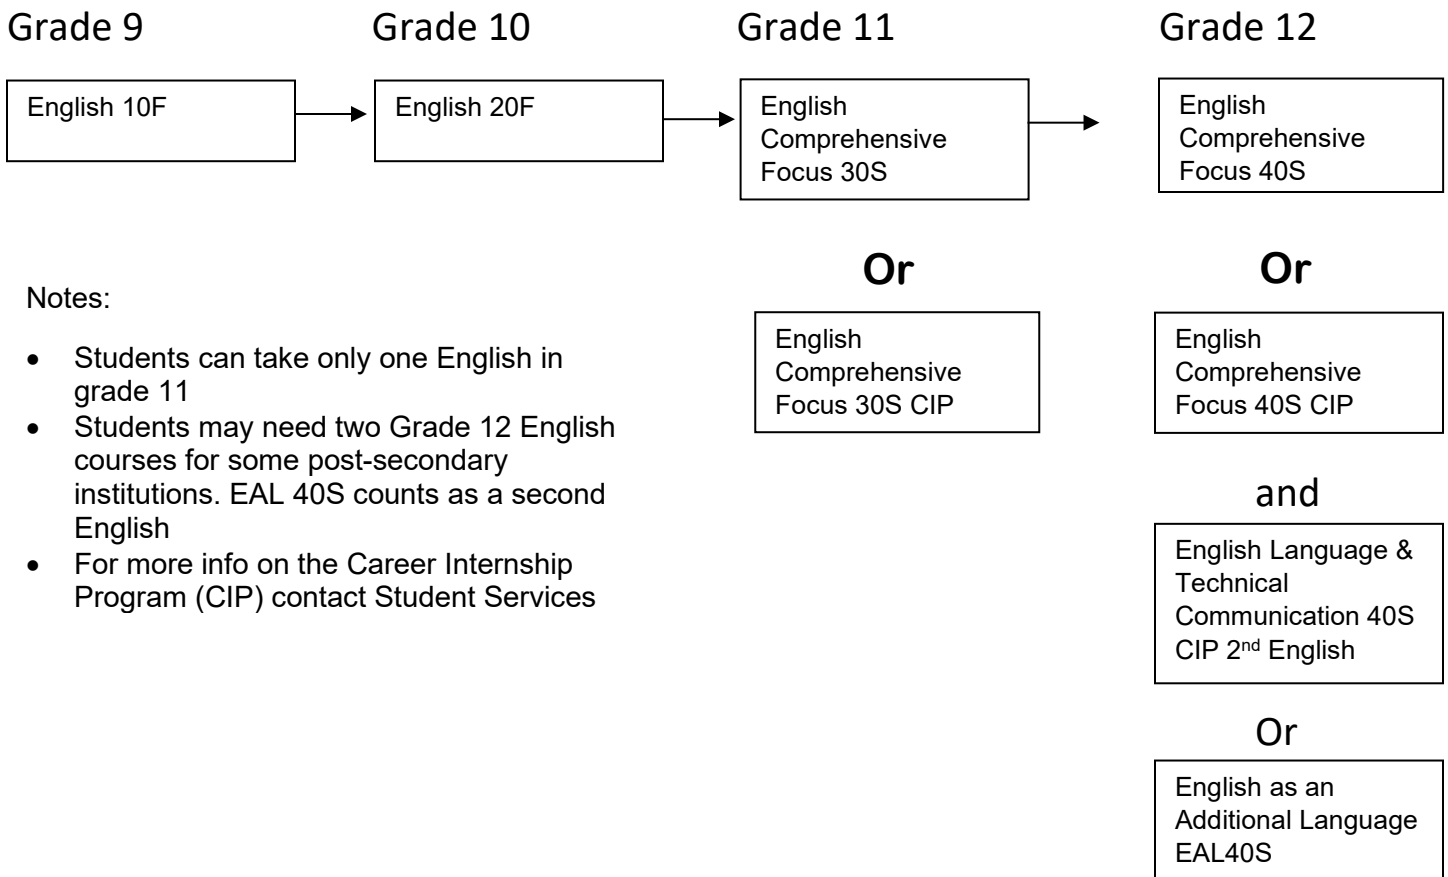 Grade 9
Grade 10
Grade 11
Grade 12
English 10F
English 20F
English
Comprehensive
Focus 30S
English
Comprehensive
Focus 40S
Or
Or
Notes:
• Students can take only one English in
grade 11
• Students may need two Grade 12 English
courses for some post-secondary
institutions. EAL 40S counts as a second
English
• For more info on the Career Internship
Program (CIP) contact Student Services
English
Comprehensive
Focus 30S CIP
English
Comprehensive
Focus 40S CIP
and
English Language &
Technical
Communication 40S
CIP 2nd English
Or
English as an
Additional Language
EAL40S